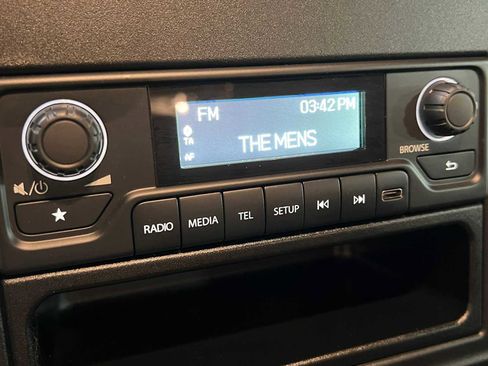 FM 03:42 PM
TA
THE MENS
AF
BROWSE
RADIO MEDIA TEL SETUP